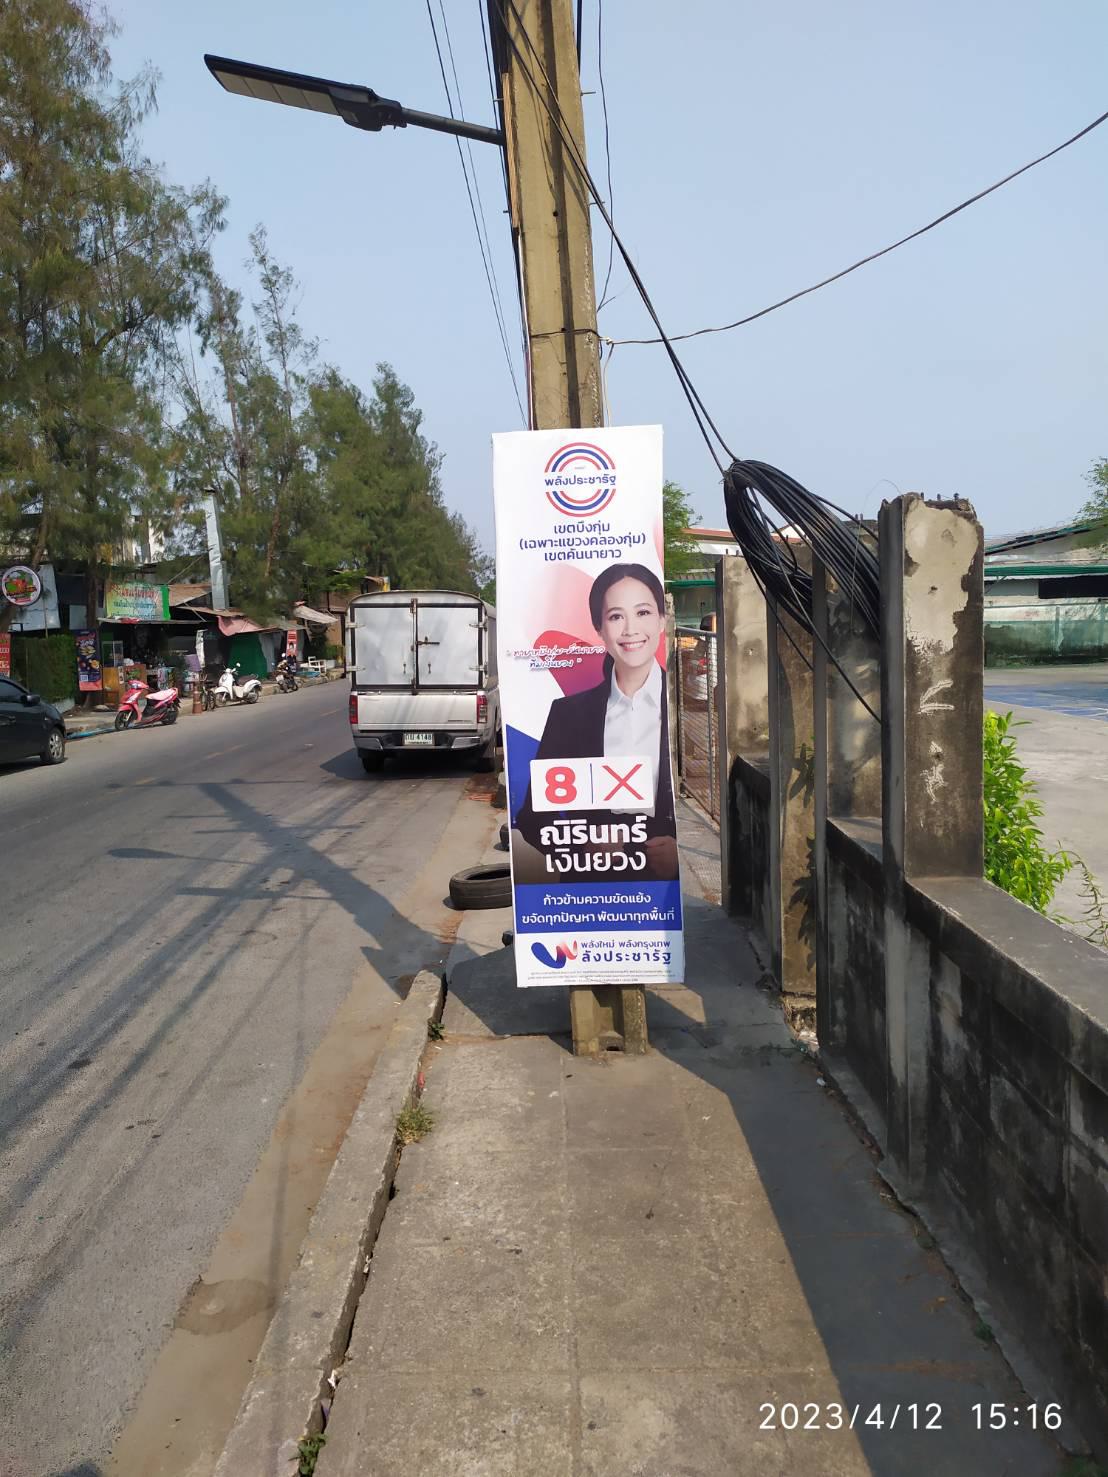 พลังประชารัฐ
เขตบึงกุ่ม
(เฉพาะแขวงคลองกุ่ม)
เขตคันนายาว
8 X
ณิรินทร์
เงินยวง
ก้าวข้ามความขัดแย้ง
ขจัดทุกปัญหา พัฒนาทุกพื้นที่
พลังใหม่ พลังกรุงเทพ
พลังประชารัฐ
2023/4/12 15:16